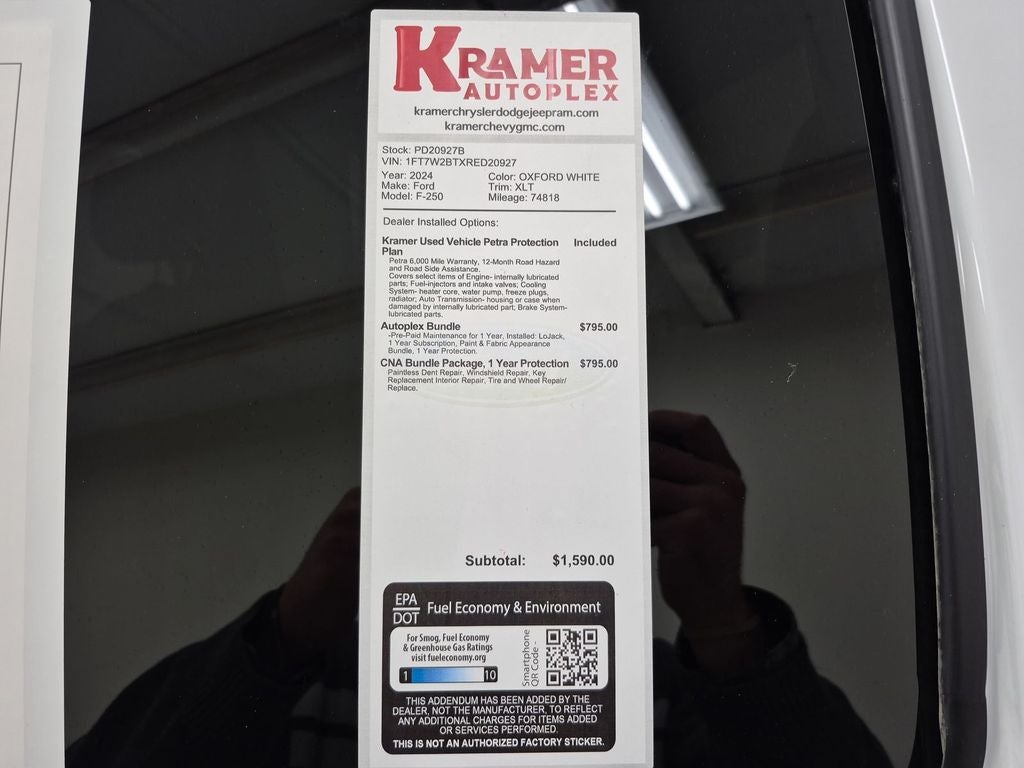 KRAMER
AUTOPLEX
kramerchryslerdodgejeepram.com
kramerchevygmc.com
Stock: PD20927B
VIN: 1FT7W2BTXRED20927
Year: 2024 Color: OXFORD WHITE
Make: Ford Trim: XLT
Model: F-250 Mileage: 74818
Dealer Installed Options:
Kramer Used Vehicle Petra Protection Included
Plan
Petra 6,000 Mile Warranty, 12-Month Road Hazard
and Road Side Assistance.
Covers select items of Engine- internally lubricated
parts; Fuel-injectors and intake valves; Cooling
System- heater core, water pump, freeze plugs,
radiator; Auto Transmission- housing or case when
damaged by internally lubricated part; Brake System-
lubricated parts.
Autoplex Bundle $795.00
-Pre-Paid Maintenance for 1 Year, Installed: LoJack,
1 Year Subscription, Paint & Fabric Appearance
Bundle, 1 Year Protection.
CNA Bundle Package, 1 Year Protection $795.00
Paintless Dent Repair, Windshield Repair, Key
Replacement Interior Repair, Tire and Wheel Repair/
Replace.
Subtotal: $1,590.00
EPA
DOT
Fuel Economy & Environment
For Smog, Fuel Economy
& Greenhouse Gas Ratings
visit fueleconomy.org
1 10
Smartphone
QR Code -
THIS ADDENDUM HAS BEEN ADDED BY THE
DEALER, NOT THE MANUFACTURER, TO REFLECT
ANY ADDITIONAL CHARGES FOR ITEMS ADDED
OR SERVICES PERFORMED.
THIS IS NOT AN AUTHORIZED FACTORY STICKER.